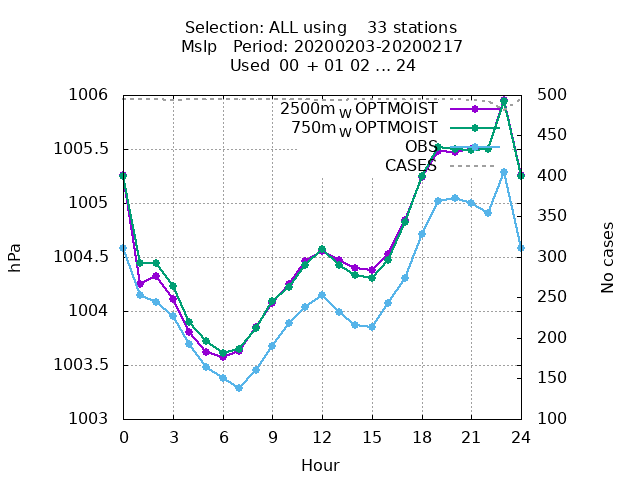 Selection: ALL using    33 stations
Mslp   Period: 20200203-20200217
Used  00 + 01 02 ... 24
1006
1005.5
1005
1004.5
1004
1003.5
1003
hPa
2500m W OPTMOIST
750m W OPTMOIST
OBS
CASES
500
450
400
350
300
250
200
150
100
No cases
0 3 6 9 12 15 18 21 24
Hour